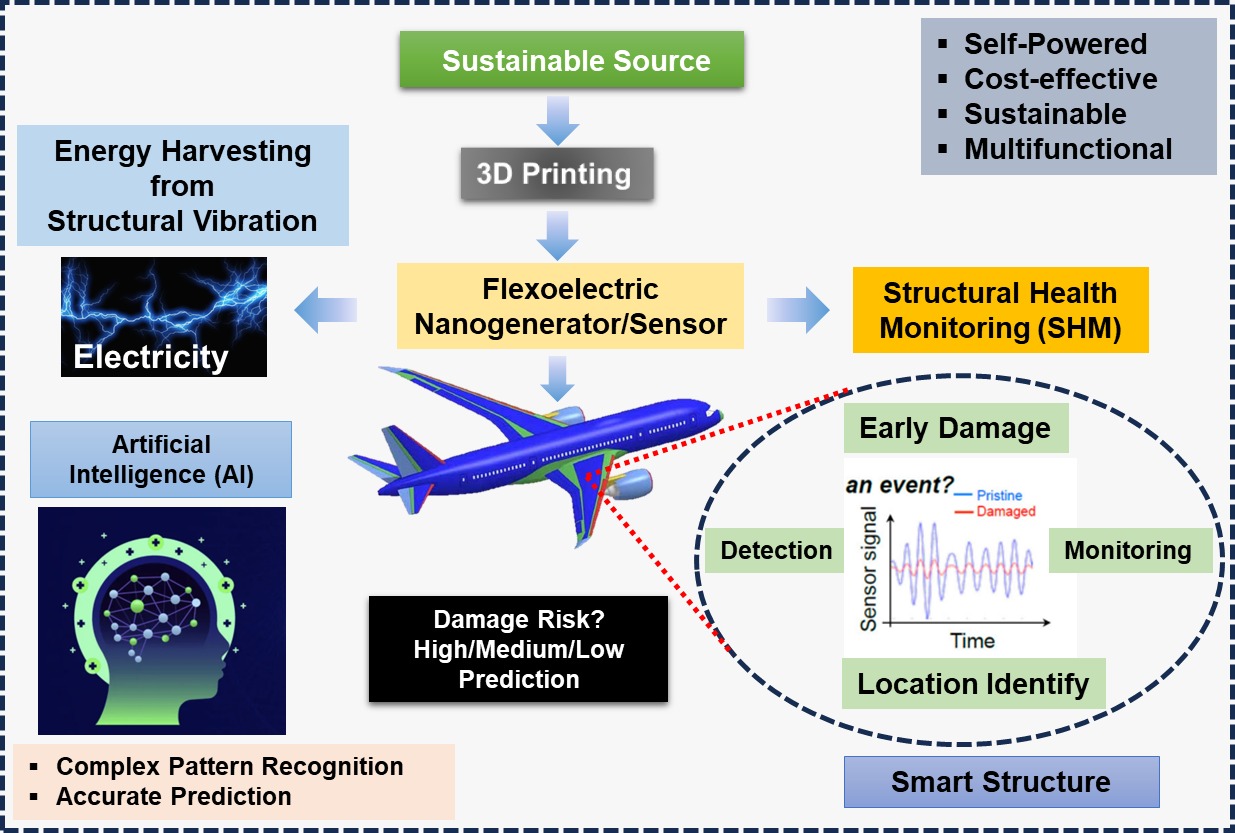 Sustainable Source
▪ Self-Powered
▪ Cost-effective
▪ Sustainable
▪ Multifunctional
3D Printing
Energy Harvesting
from
Structural Vibration
Electricity
Flexoelectric
Nanogenerator/Sensor
Structural Health
Monitoring (SHM)
Artificial
Intelligence (AI)
Early Damage
an event?
Pristine
Damaged
Detection
Sensor signal
Monitoring
Time
Location Identify
Damage Risk?
High/Medium/Low
Prediction
▪ Complex Pattern Recognition
▪ Accurate Prediction
Smart Structure